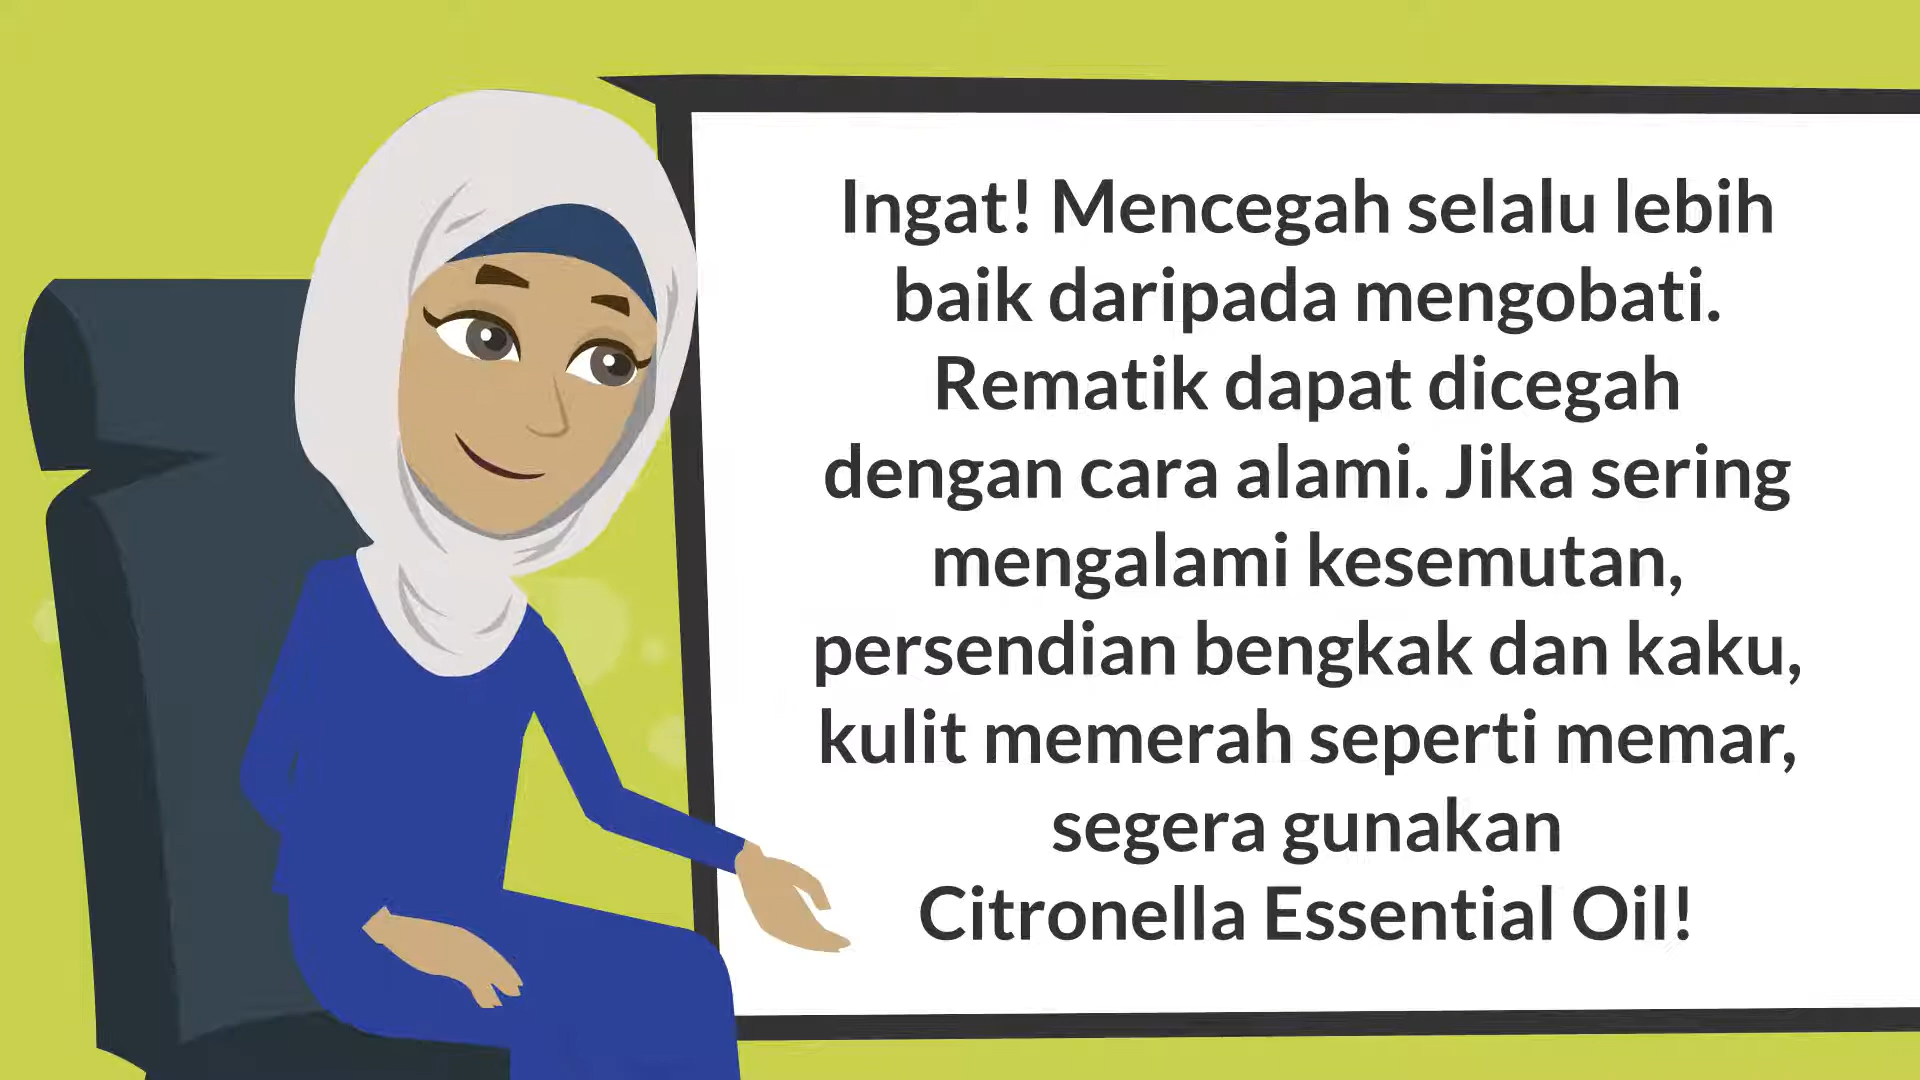 Ingat! Mencegah selalu lebih
baik daripada mengobati.
Rematik dapat dicegah
dengan cara alami. Jika sering
mengalami kesemutan,
persendian bengkak dan kaku,
kulit memerah seperti memar,
segera gunakan
Citronella Essential Oil!